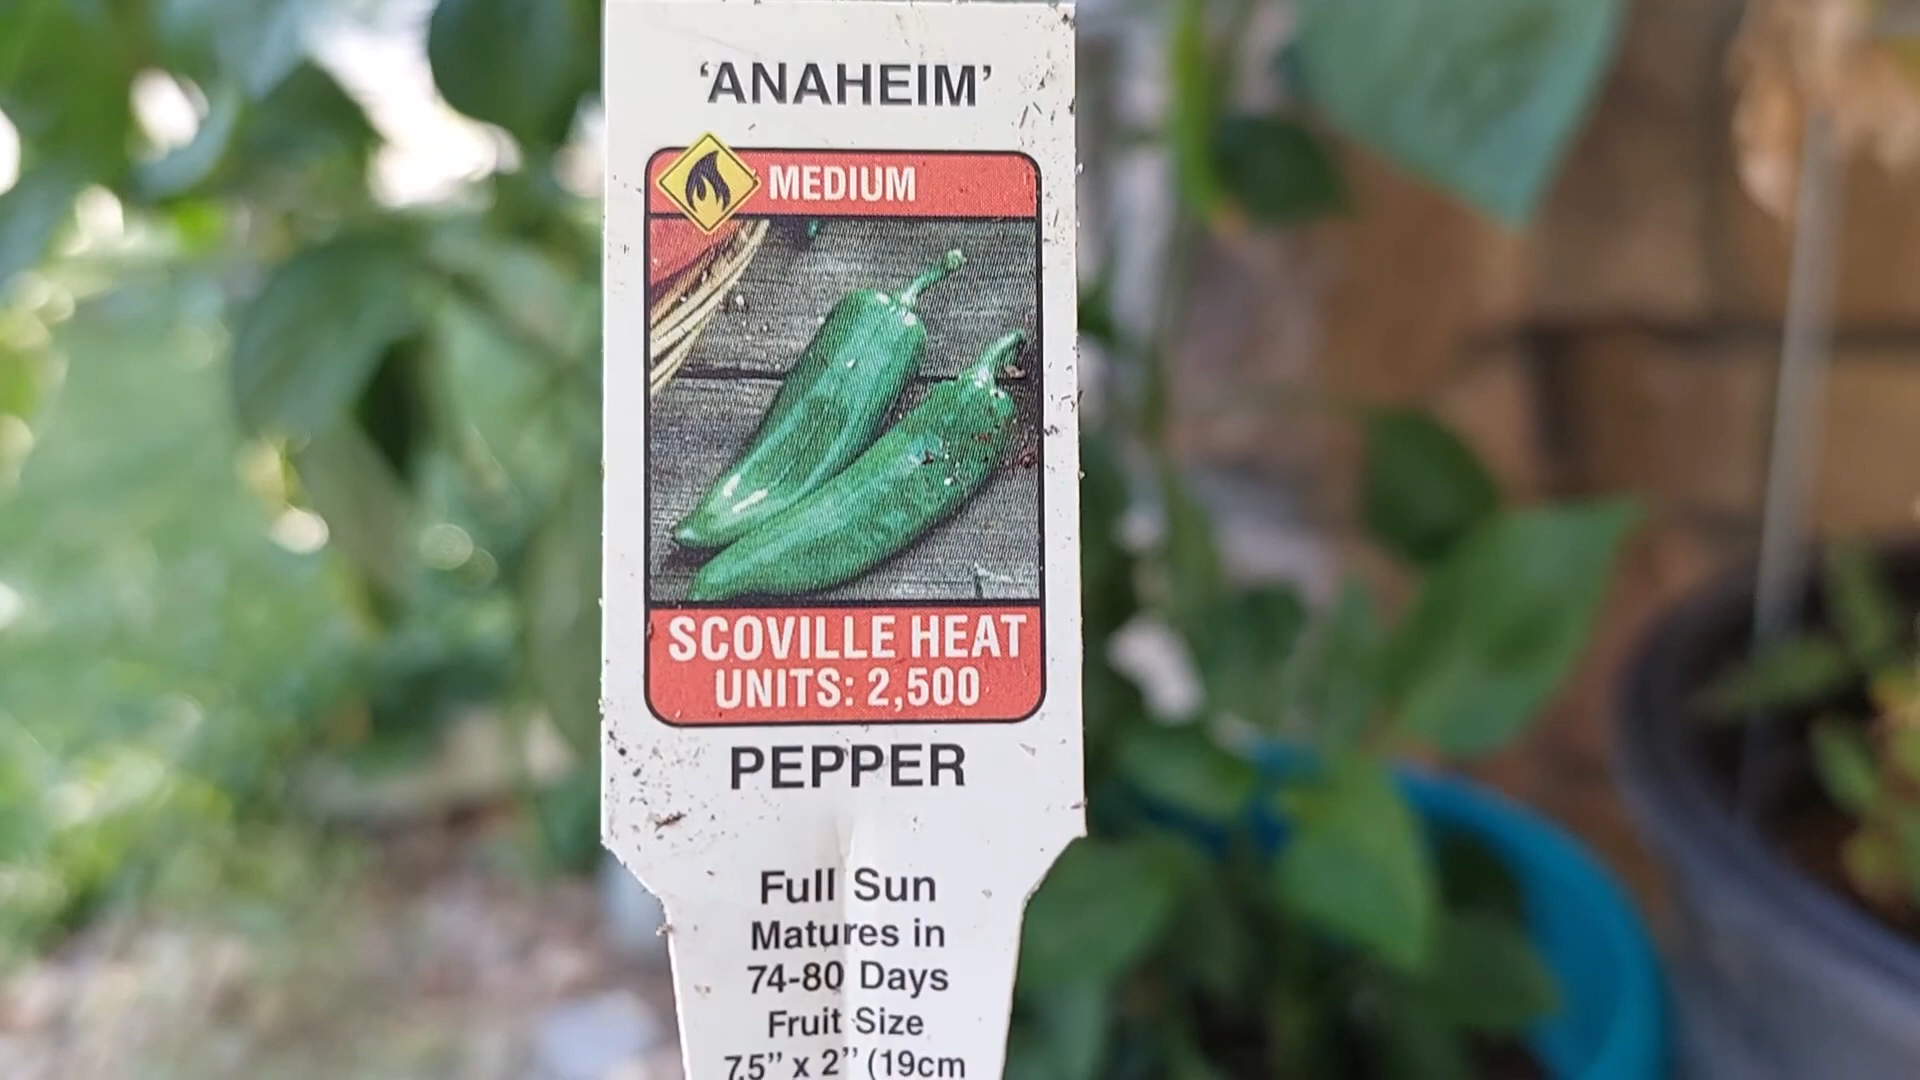 ‘ANAHEIM’
MEDIUM
SCOVILLE HEAT
UNITS: 2,500
PEPPER
Full Sun
Matures in
74-80 Days
Fruit Size
7.5” x 2” (19cm